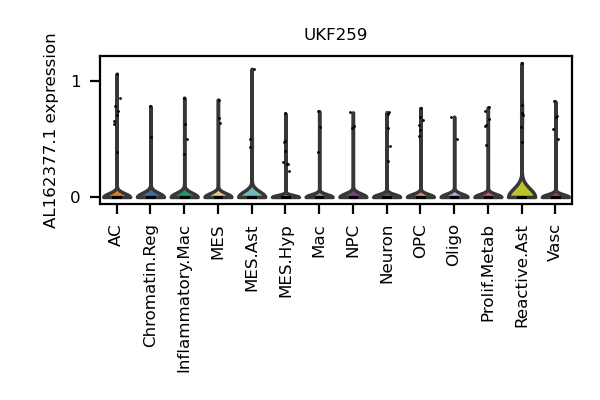 UKF259
AL162377.1 expression
1
0
AC
Chromatin.Reg
Inflammatory.Mac
MES
MES.Ast
MES.Hyp
Mac
NPC
Neuron
OPC
Oligo
Prolif.Metab
Reactive.Ast
Vasc